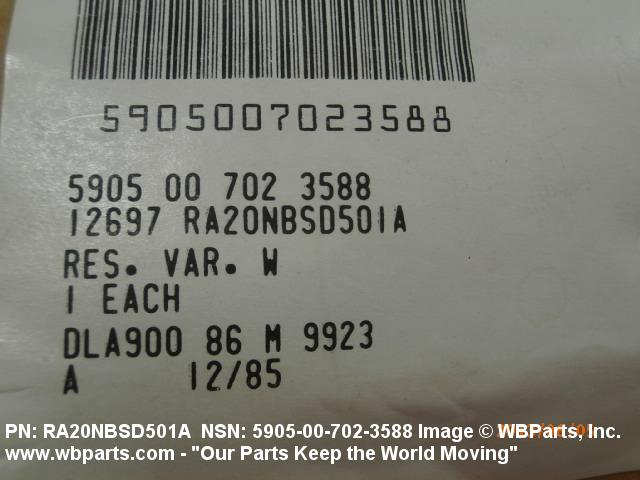 5905007023588
5905 00 702 3588
12697 RA20NBSD501A
RES. VAR. W
1 EACH
DLA900 86 M 9923
A 12/85
PN: RA20NBSD501A NSN: 5905-00-702-3588 Image © WBParts, Inc.
www.wbparts.com - "Our Parts Keep the World Moving"